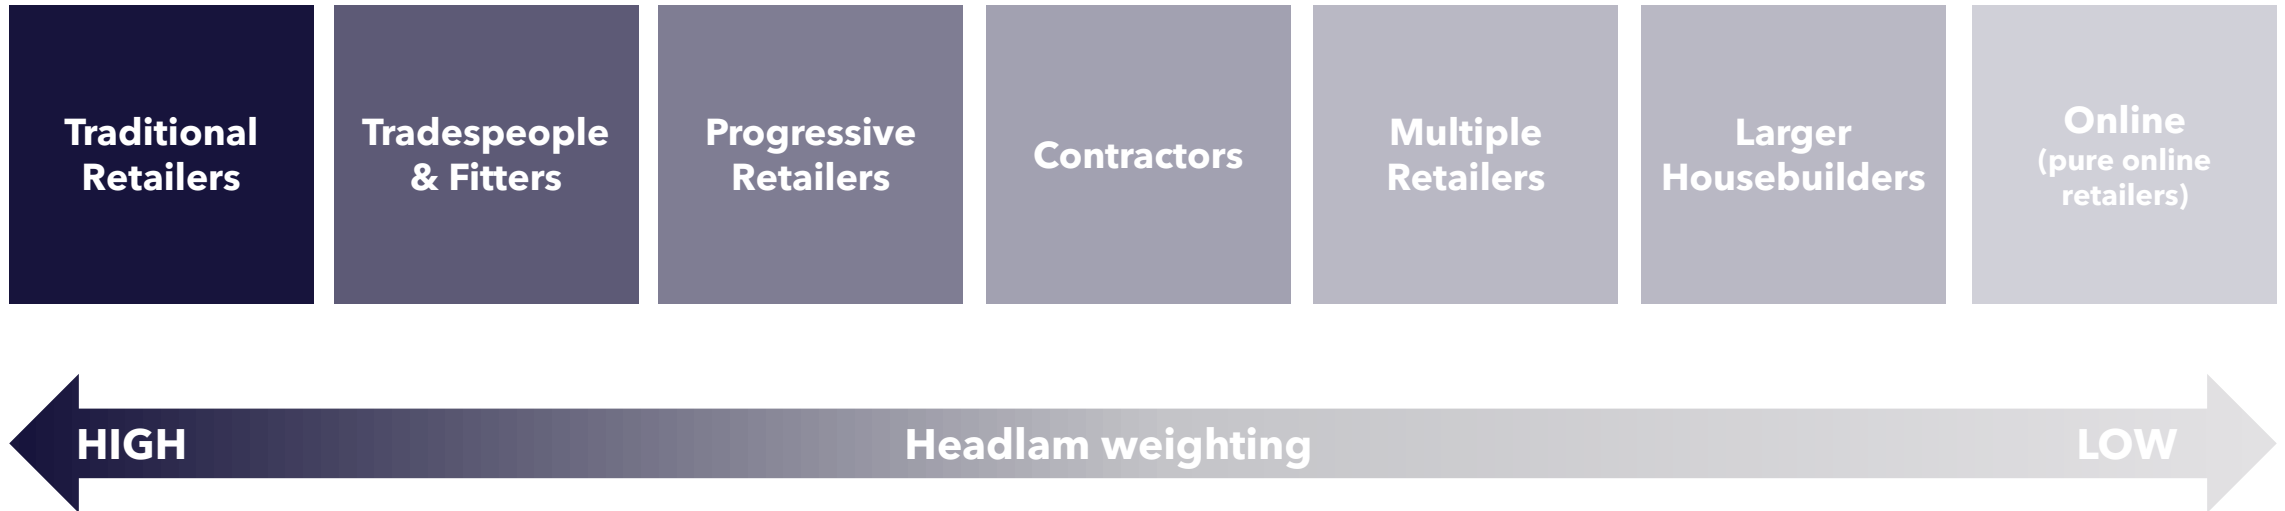 Traditional
Retailers
Tradespeople
& Fitters
Progressive
Retailers
Contractors
Multiple
Retailers
Larger
Housebuilders
Online
(pure online
retailers)
HIGH
Headlam weighting
LOW